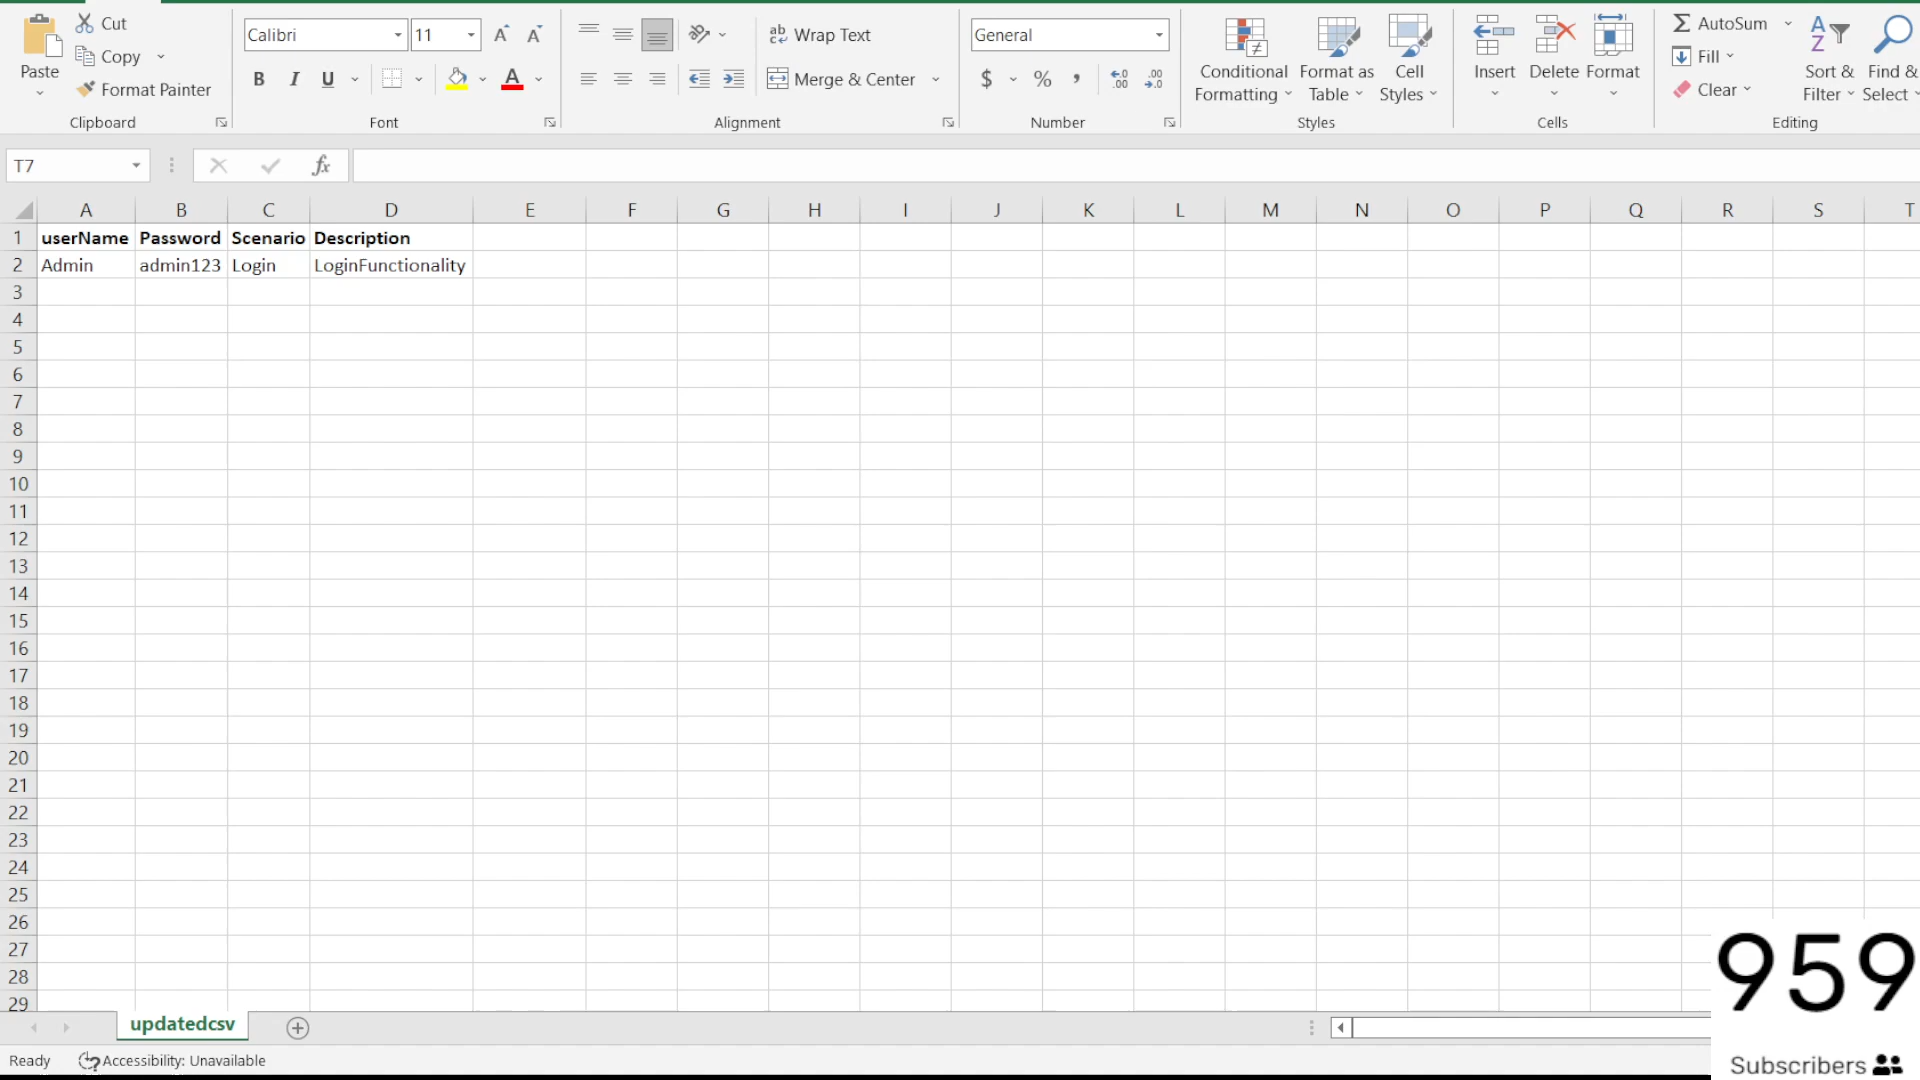 Cut
Copy
Format Painter
Paste
Clipboard
Calibri
11
A A
B I U A
Font
ab Wrap Text
Merge & Center
Alignment
General
$ % ,
Number
Conditional Formatting
Format as Table
Cell Styles
Styles
Insert
Delete
Format
Cells
AutoSum
Fill
Clear
Sort & Filter
Find & Select
Editing
T7
fx
A B C D E F G H I J K L M N O P Q R S T
1 userName Password Scenario Description
2 Admin admin123 Login LoginFunctionality
3
4
5
6
7
8
9
10
11
12
13
14
15
16
17
18
19
20
21
22
23
24
25
26
27
28
29
updatedcsv
Ready
Accessibility: Unavailable
959
Subscribers